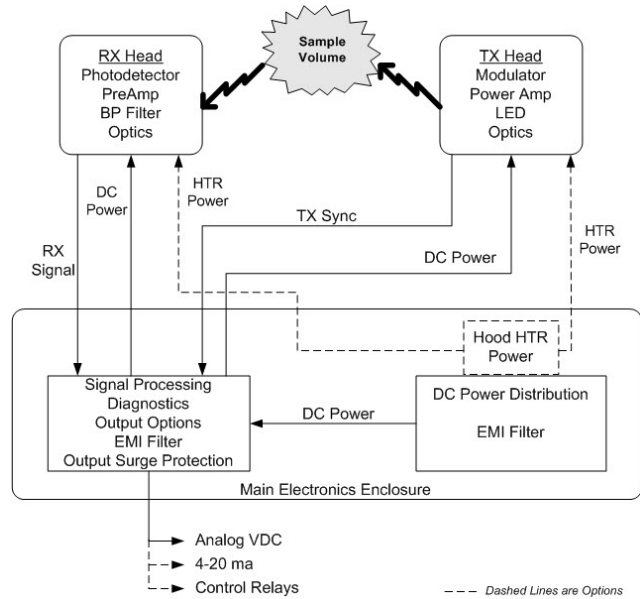 Sample
Volume
RX Head
Photodetector
PreAmp
BP Filter
Optics
TX Head
Modulator
Power Amp
LED
Optics
RX
Signal
DC
Power
HTR
Power
TX Sync
DC Power
HTR
Power
Hood HTR
Power
Signal Processing
Diagnostics
Output Options
EMI Filter
Output Surge Protection
DC Power
DC Power Distribution
EMI Filter
Main Electronics Enclosure
Analog VDC
4-20 ma
Control Relays
Dashed Lines are Options